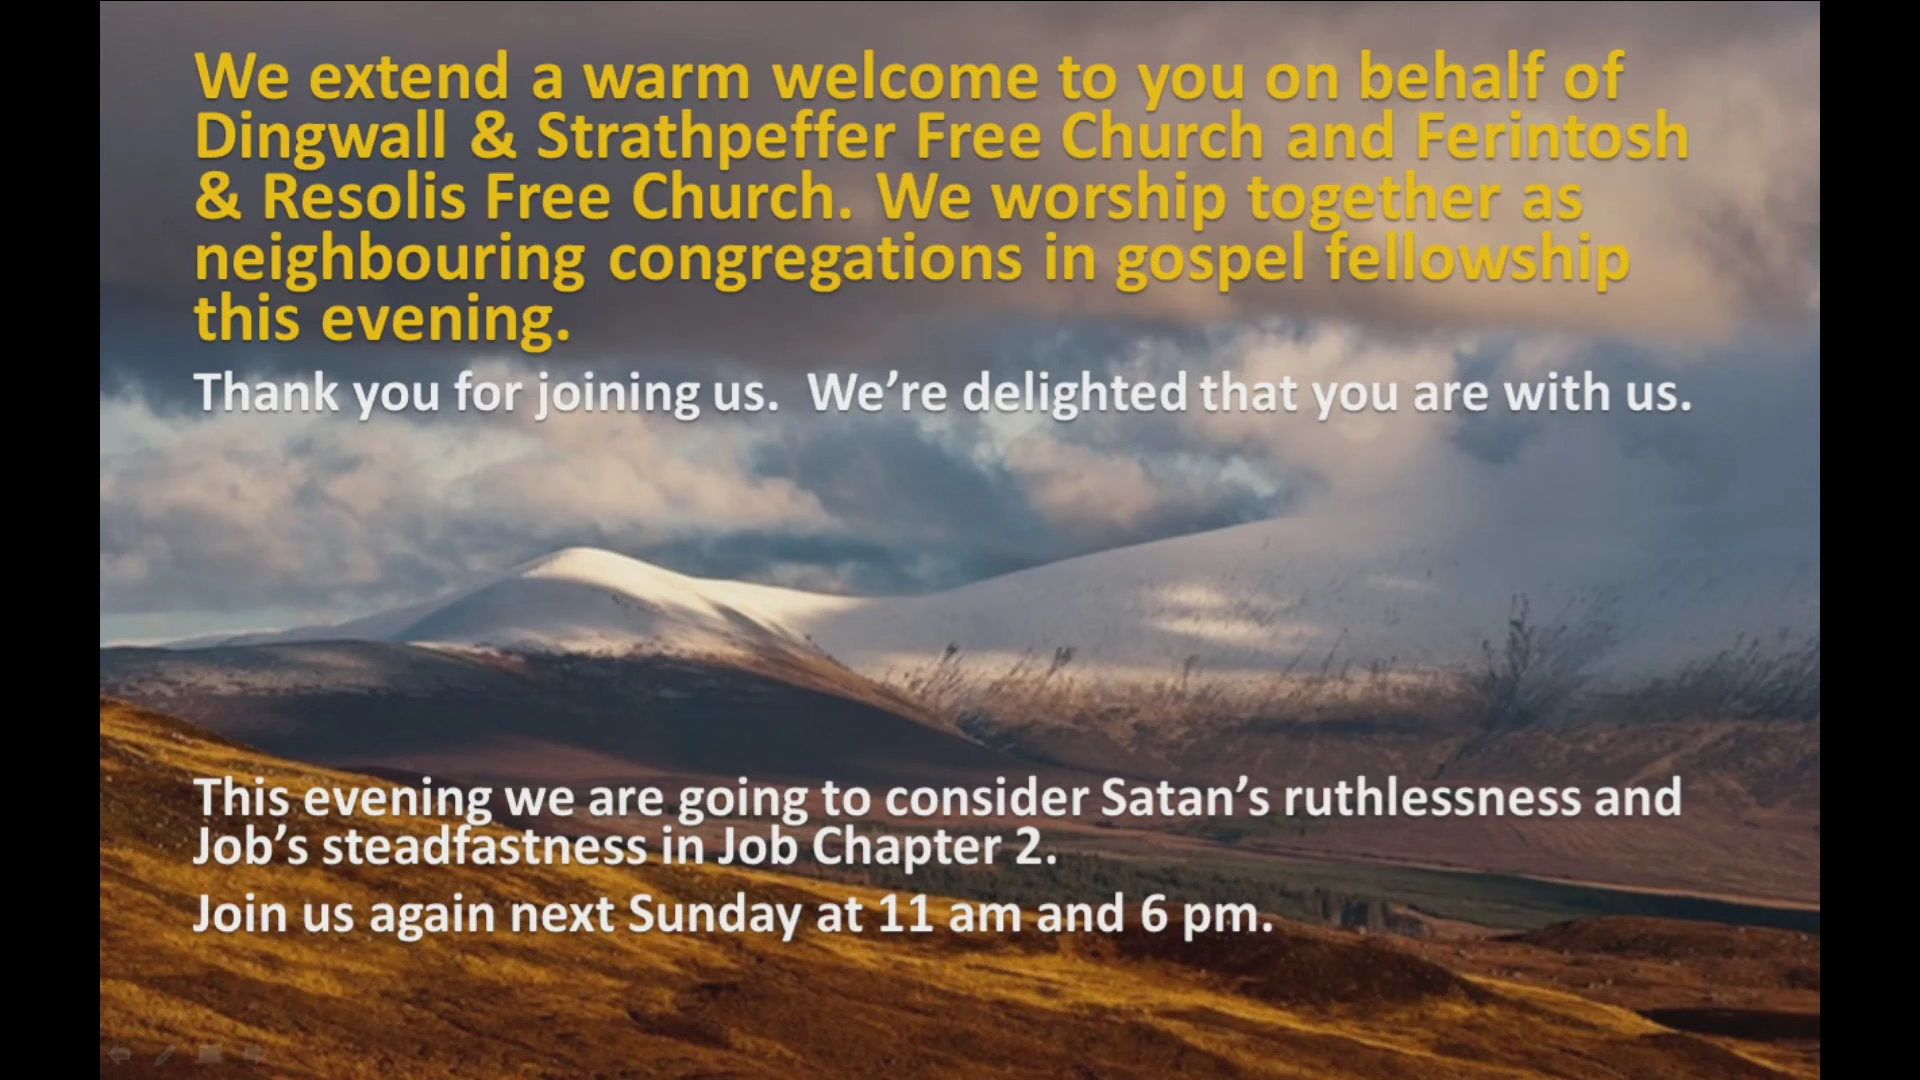 We extend a warm welcome to you on behalf of
Dingwall & Strathpeffer Free Church and Ferintosh
& Resolis Free Church. We worship together as
neighbouring congregations in gospel fellowship
this evening.
Thank you for joining us.  We’re delighted that you are with us.
This evening we are going to consider Satan’s ruthlessness and
Job’s steadfastness in Job Chapter 2.
Join us again next Sunday at 11 am and 6 pm.